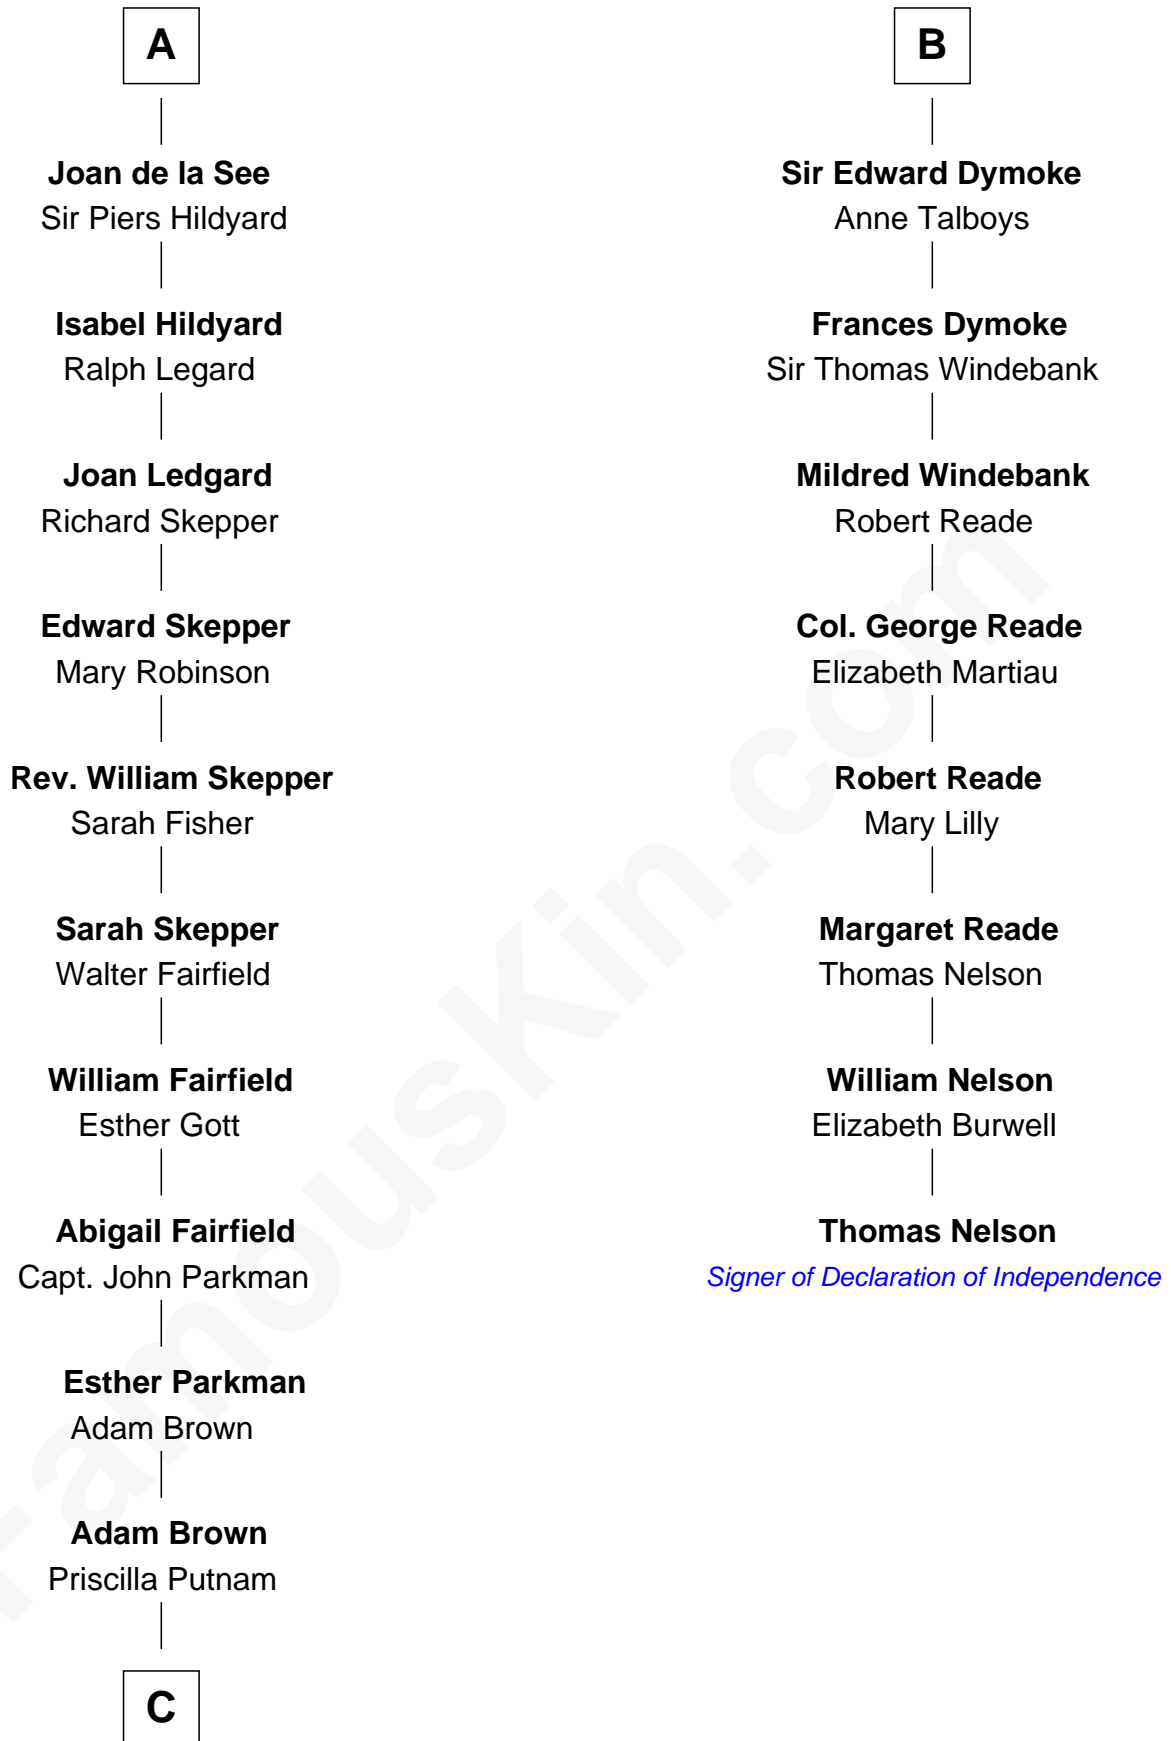 A
Joan de la See
Sir Piers Hildyard
Isabel Hildyard
Ralph Legard
Joan Ledgard
Richard Skepper
Edward Skepper
Mary Robinson
Rev. William Skepper
Sarah Fisher
Sarah Skepper
Walter Fairfield
William Fairfield
Esther Gott
Abigail Fairfield
Capt. John Parkman
Esther Parkman
Adam Brown
Adam Brown
Priscilla Putnam
C
B
Sir Edward Dymoke
Anne Talboys
Frances Dymoke
Sir Thomas Windebank
Mildred Windebank
Robert Reade
Col. George Reade
Elizabeth Martiau
Robert Reade
Mary Lilly
Margaret Reade
Thomas Nelson
William Nelson
Elizabeth Burwell
Thomas Nelson
Signer of Declaration of Independence
FamousKin.com